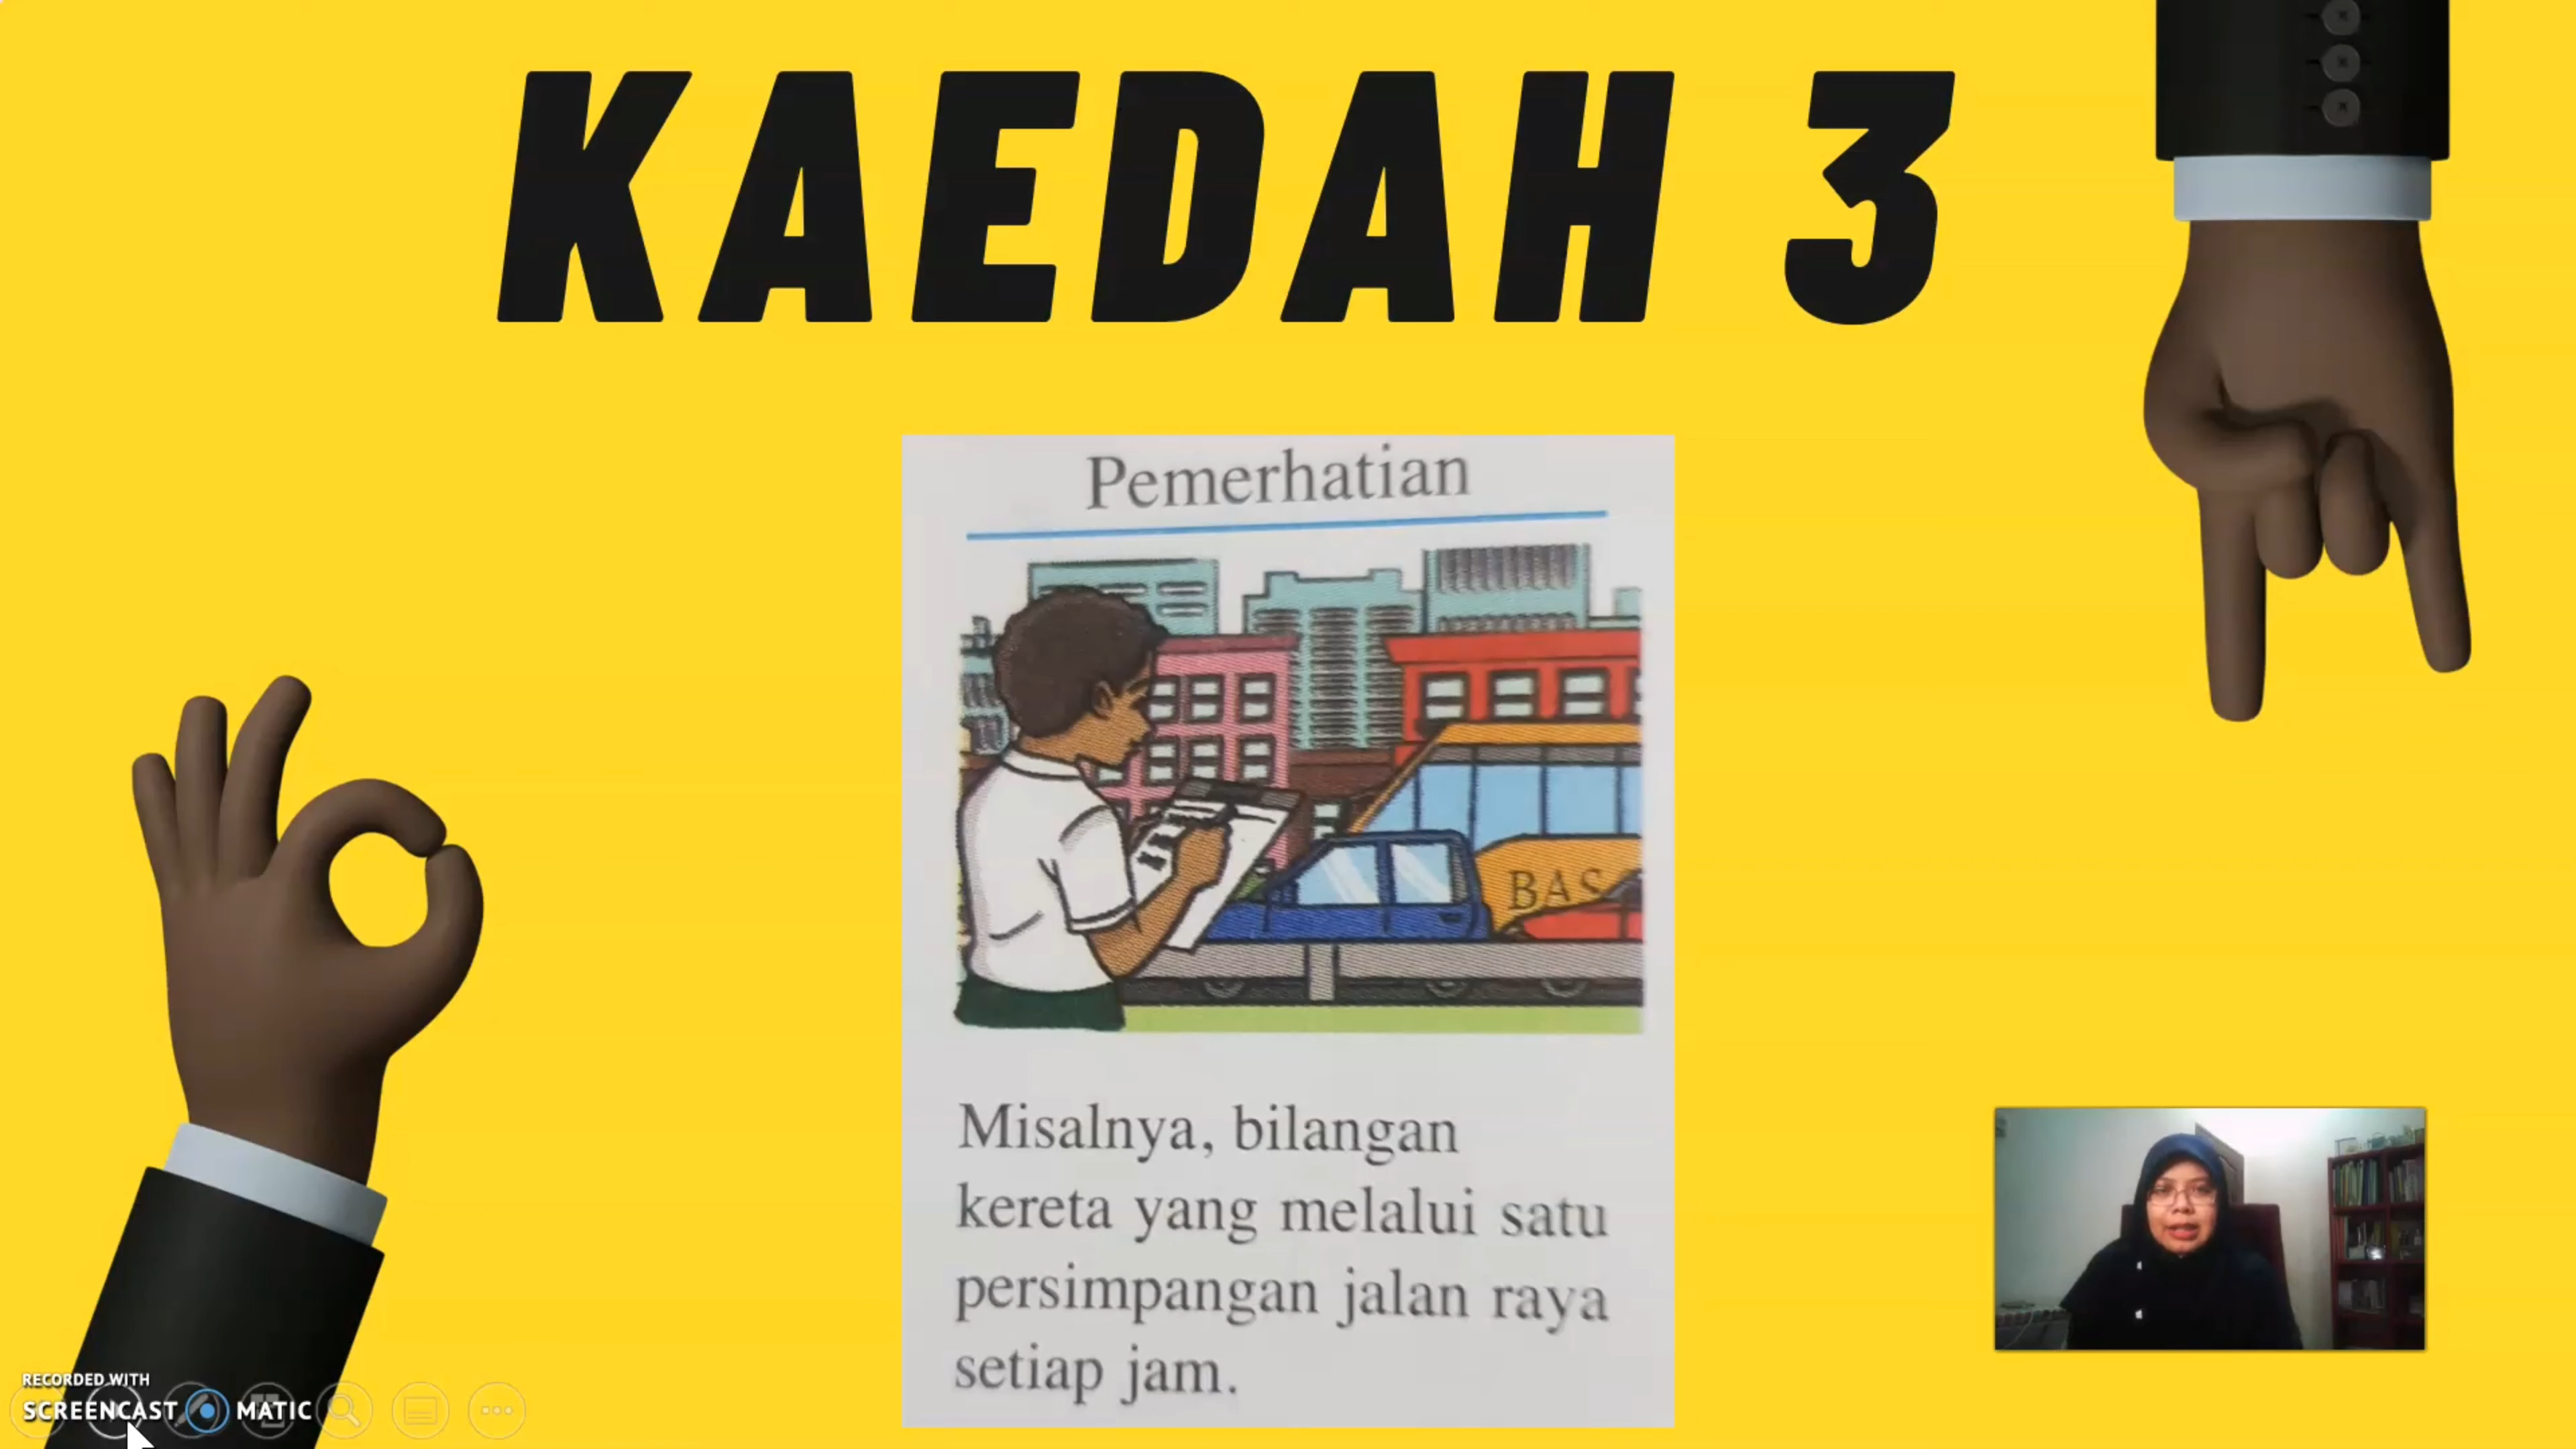 KAEDAH 3
Pemerhatian
BAS
Misalnya, bilangan
kereta yang melalui satu
persimpangan jalan raya
setiap jam.
RECORDED WITH
SCREENCAST MATIC